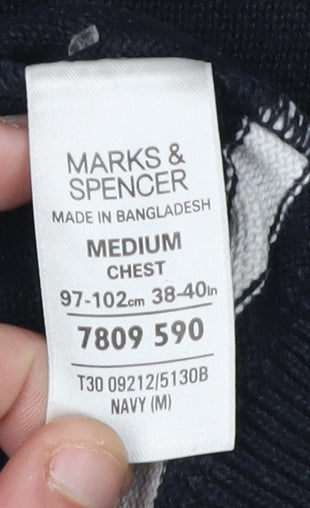 MARKS &
SPENCER
MADE IN BANGLADESH
MEDIUM
CHEST
97-102cm 38-40in
7809 590
T30 09212/5130B
NAVY (M)